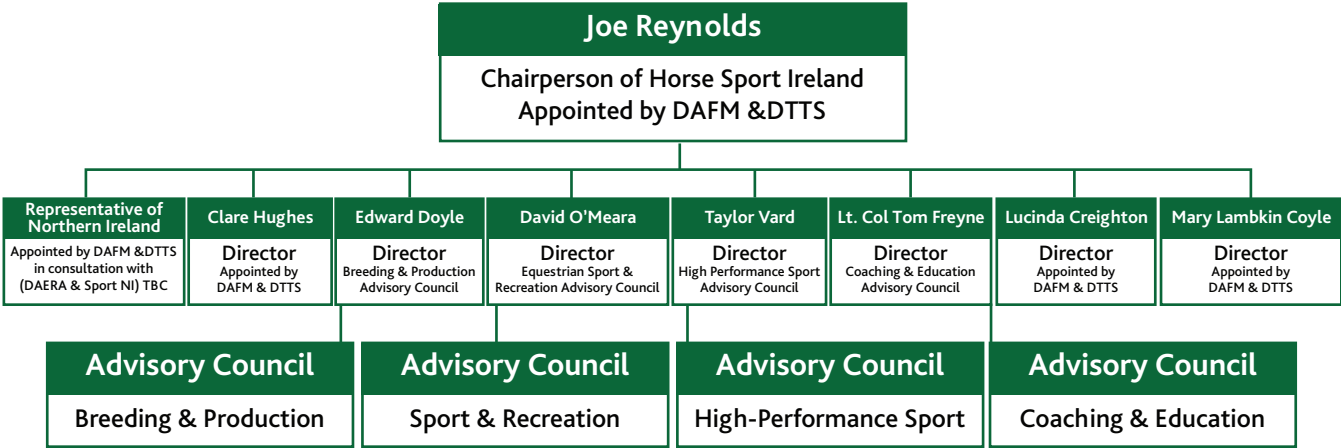 Joe Reynolds
Chairperson of Horse Sport Ireland
Appointed by DAFM &DTTS
Representative of
Northern Ireland
Appointed by DAFM &DTTS
in consultation with
(DAERA & Sport NI) TBC
Clare Hughes
Director
Appointed by
DAFM & DTTS
Edward Doyle
Director
Breeding & Production
Advisory Council
David O'Meara
Director
Equestrian Sport &
Recreation Advisory Council
Taylor Vard
Director
High Performance Sport
Advisory Council
Lt. Col Tom Freyne
Director
Coaching & Education
Advisory Council
Lucinda Creighton
Director
Appointed by
DAFM & DTTS
Mary Lambkin Coyle
Director
Appointed by
DAFM & DTTS
Advisory Council
Breeding & Production
Advisory Council
Sport & Recreation
Advisory Council
High-Performance Sport
Advisory Council
Coaching & Education